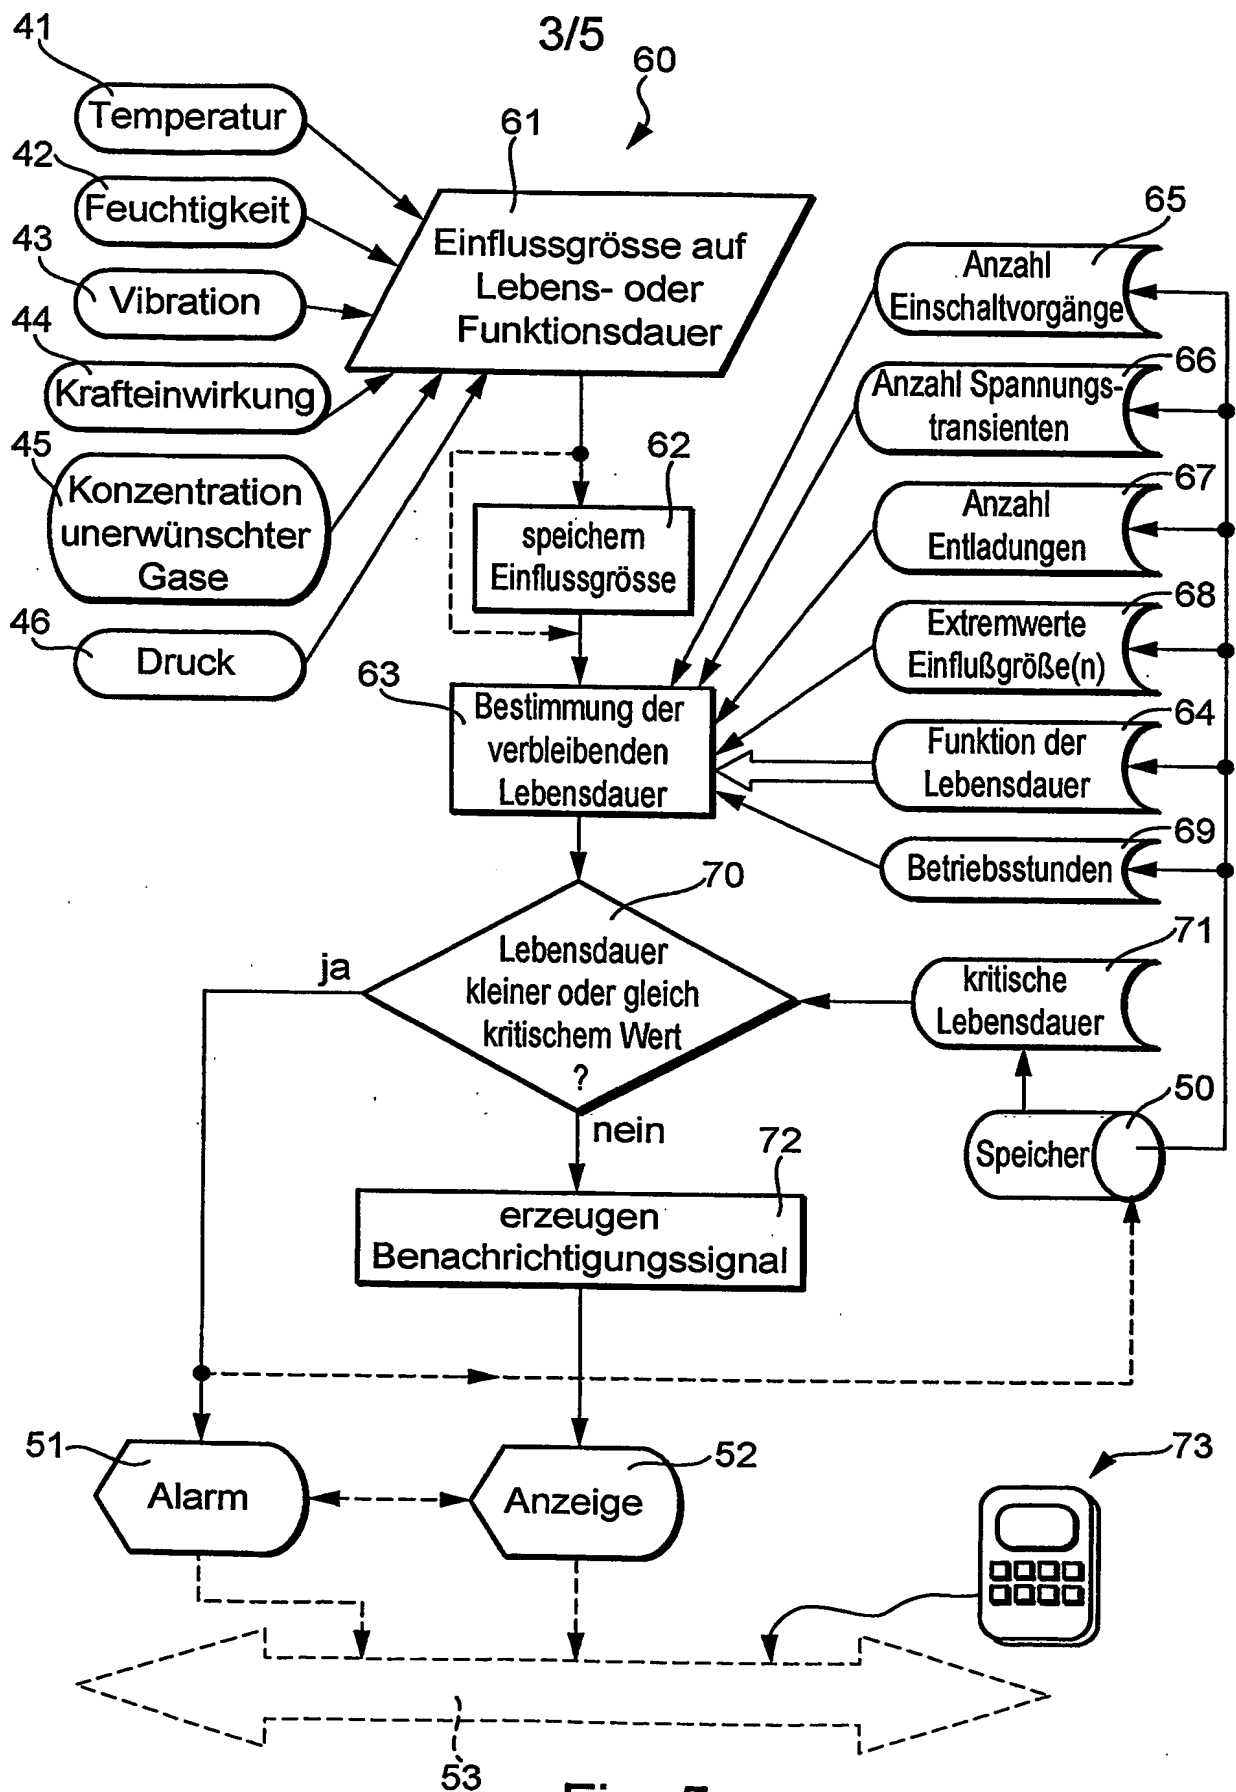 3/5
60
41
Temperatur
42
Feuchtigkeit
43
Vibration
44
Krafteinwirkung
45
Konzentration
unerwünschter
Gase
46
Druck
61
Einflussgrösse auf
Lebens- oder
Funktionsdauer
62
speichern
Einflussgrösse
63
Bestimmung der
verbleibenden
Lebensdauer
65
Anzahl
Einschaltvorgänge
66
Anzahl Spannungs-
transienten
67
Anzahl
Entladungen
68
Extremwerte
Einflußgröße(n)
64
Funktion der
Lebensdauer
69
Betriebsstunden
70
Lebensdauer
kleiner oder gleich
kritischem Wert
?
ja
nein
71
kritische
Lebensdauer
50
Speicher
72
erzeugen
Benachrichtigungssignal
51
Alarm
52
Anzeige
73
53